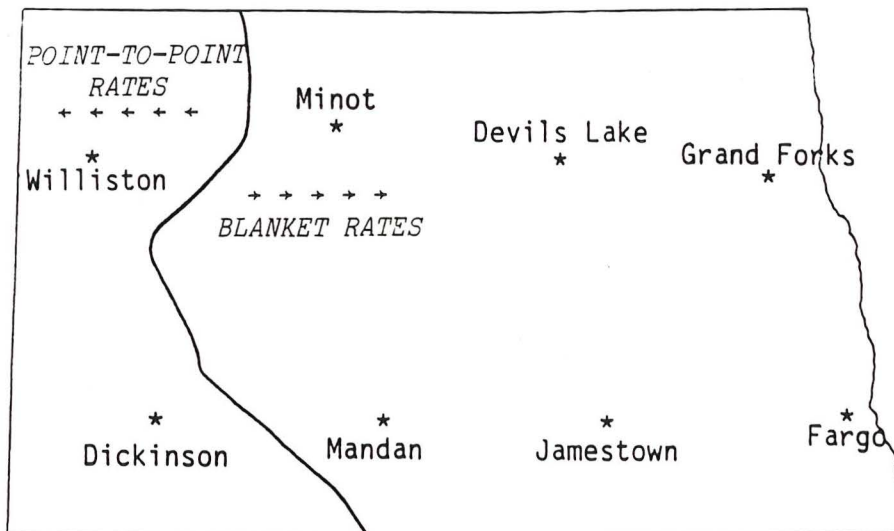 POINT-TO-POINT
RATES
Minot
Devils Lake
Grand Forks
Williston
BLANKET RATES
Dickinson
Mandan
Jamestown
Fargo